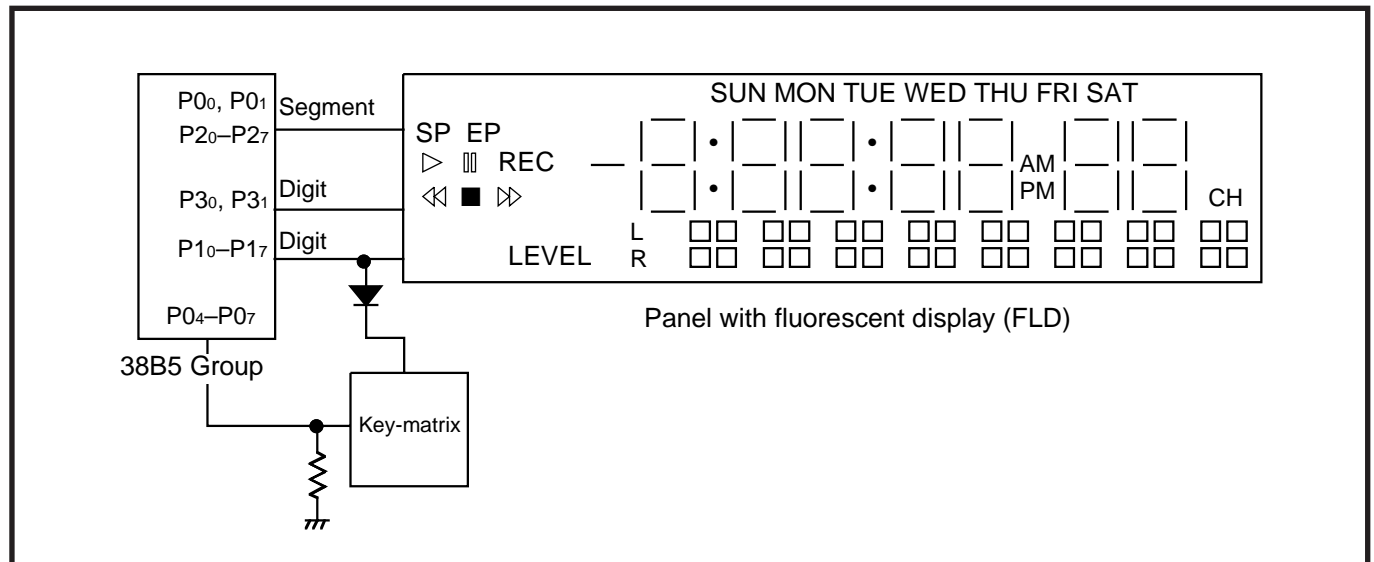 P0₀, P0₁
Segment
P2₀–P2₇
P3₀, P3₁
Digit
P1₀–P1₇
Digit
P0₄–P0₇
38B5 Group
Key-matrix
SUN MON TUE WED THU FRI SAT
SP EP
REC
AM
PM
CH
LEVEL
L
R
Panel with fluorescent display (FLD)